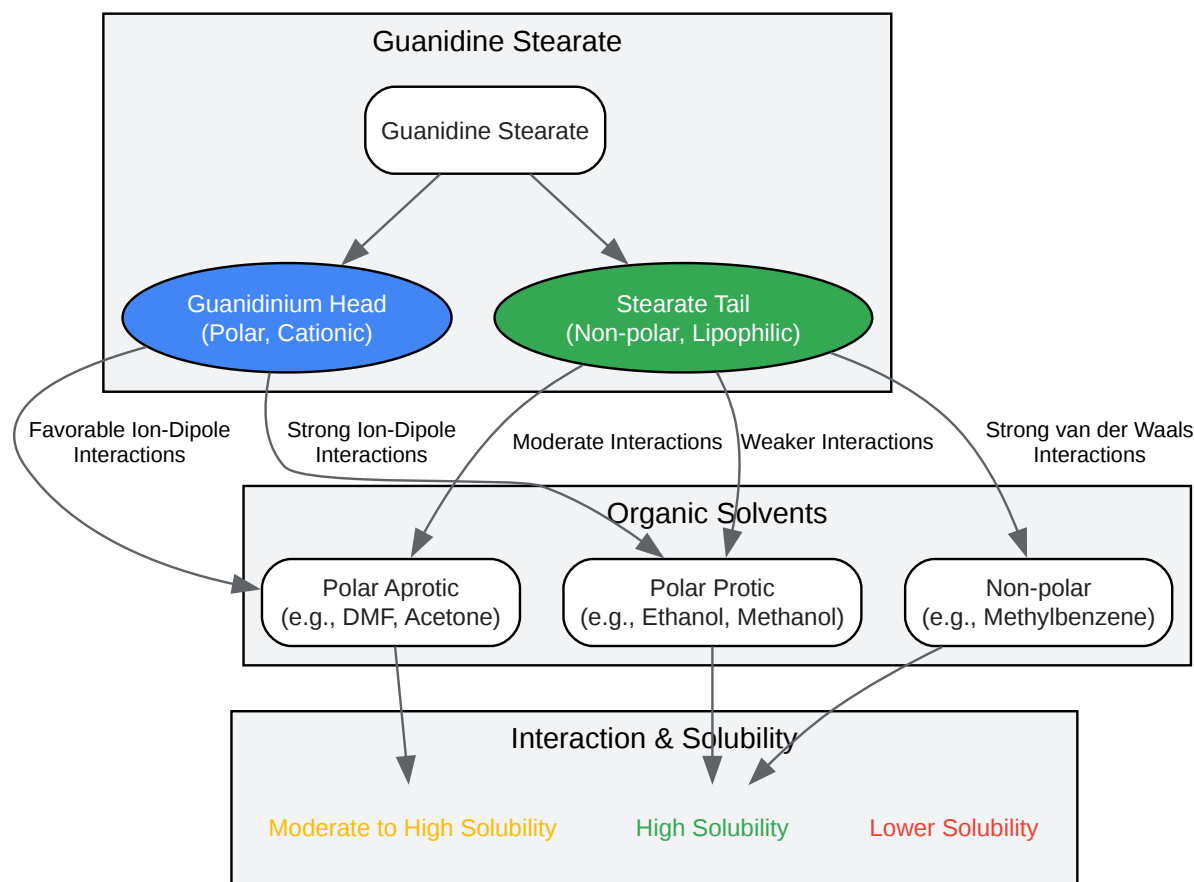 Guanidine Stearate
Guanidine Stearate
Guanidinium Head
(Polar, Cationic)
Stearate Tail
(Non-polar, Lipophilic)
Favorable Ion-Dipole
Interactions
Strong Ion-Dipole
Interactions
Moderate Interactions
Weaker Interactions
Strong van der Waals
Interactions
Organic Solvents
Polar Aprotic
(e.g., DMF, Acetone)
Polar Protic
(e.g., Ethanol, Methanol)
Non-polar
(e.g., Methylbenzene)
Interaction & Solubility
Moderate to High Solubility
High Solubility
Lower Solubility